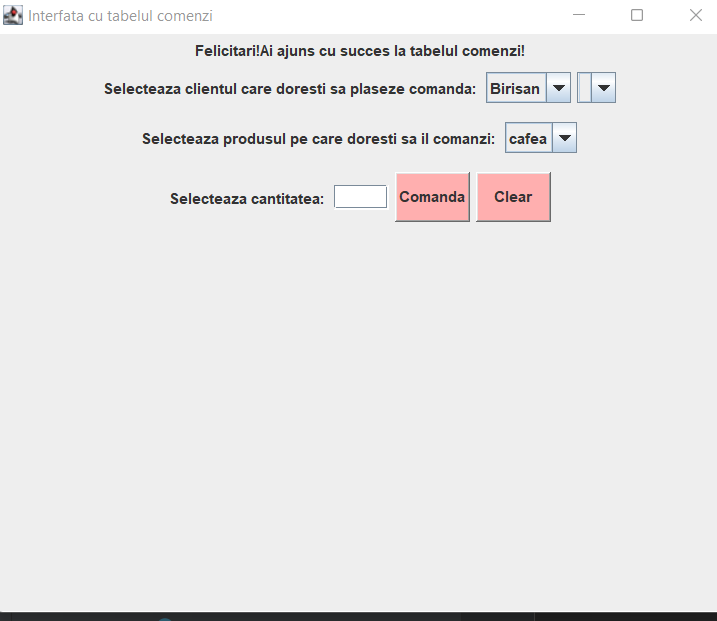 Interfata cu tabelul comenzi
Felicitari!Ai ajuns cu succes la tabelul comenzi!
Selecteaza clientul care doresti sa plaseze comanda: Birisan
Selecteaza produsul pe care doresti sa il comanzi: cafea
Selecteaza cantitatea: Comanda Clear